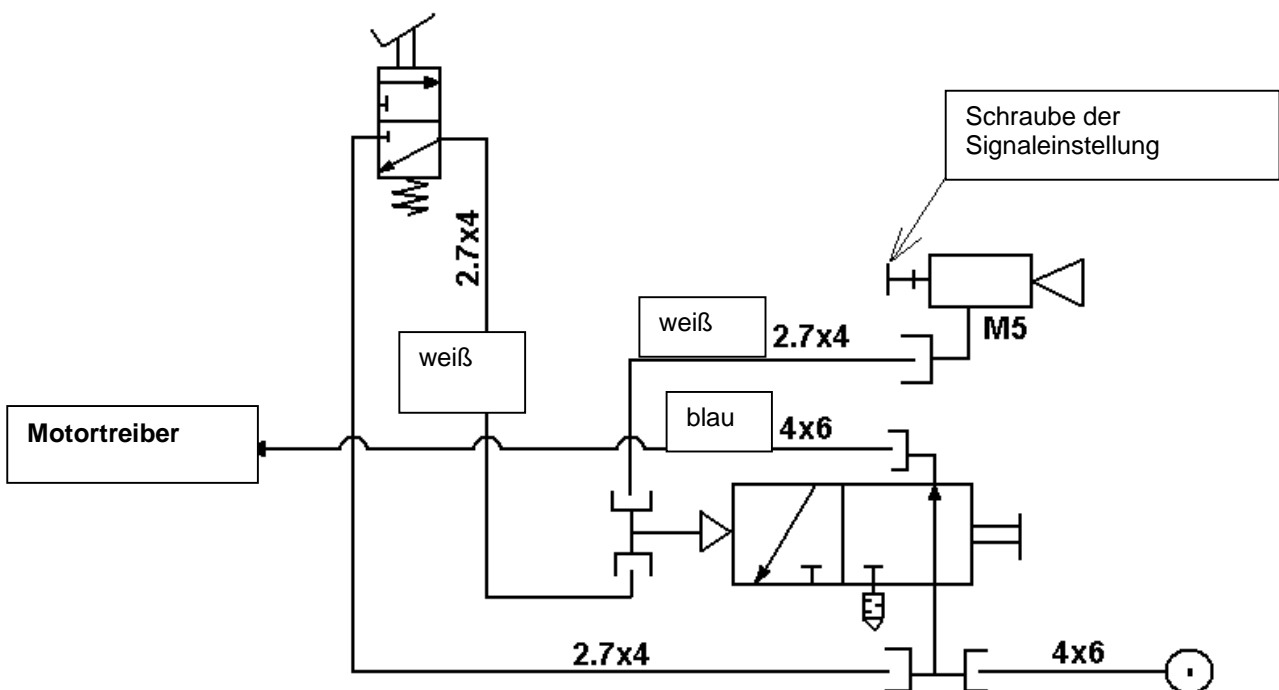 Schraube der
Signaleinstellung
2.7x4
weiß
2.7x4
M5
weiß
blau
4x6
Motortreiber
2.7x4
4x6